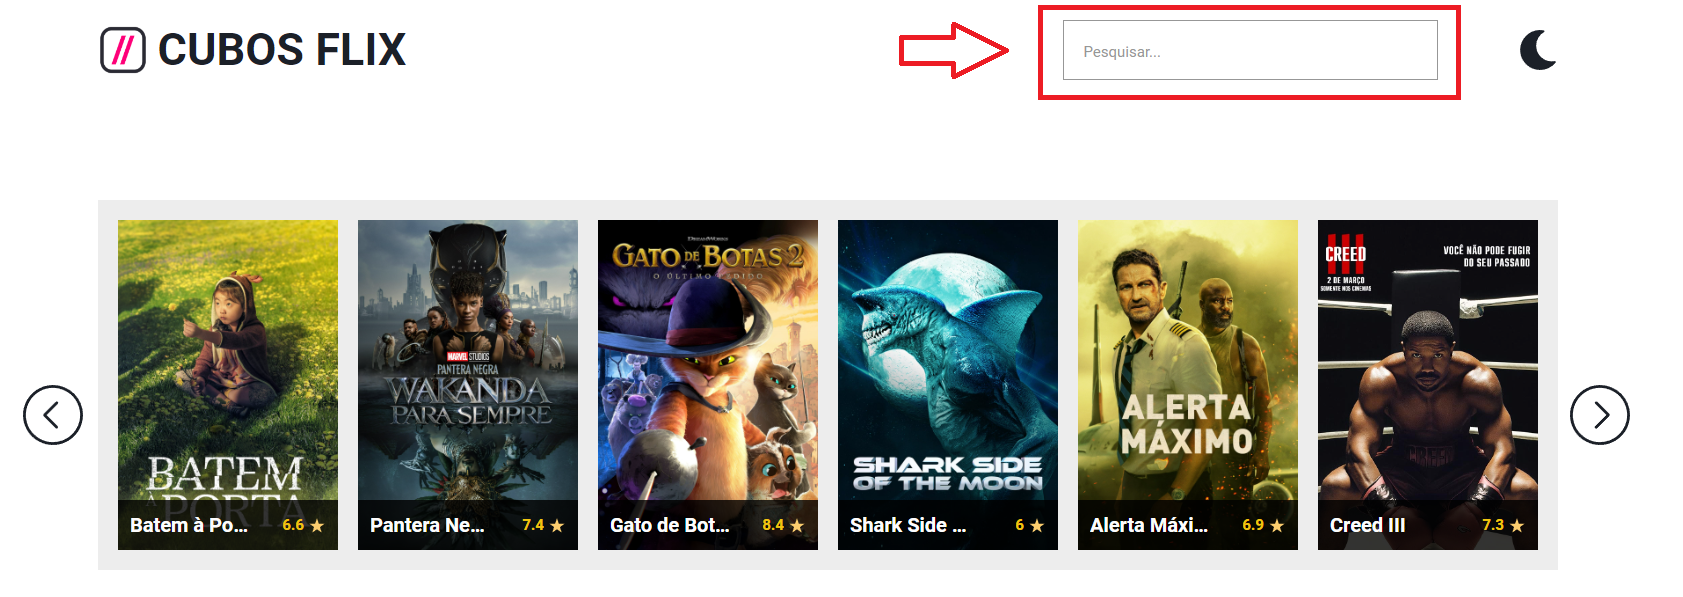 CUBOS FLIX
Pesquisar...
BATEM
À PORTA
Batem à Po...
6.6
MARVEL STUDIOS
PANTERA NEGRA
WAKANDA
PARA SEMPRE
Pantera Ne...
7.4
DREAMWORKS
GATO DE BOTAS 2
O ÚLTIMO PEDIDO
Gato de Bot...
8.4
SHARK SIDE
OF THE MOON
Shark Side ...
6
ALERTA
MÁXIMO
Alerta Máxi...
6.9
CREED
III
2 DE MARÇO
SOMENTE NOS CINEMAS
VOCÊ NÃO PODE FUGIR
DO SEU PASSADO
CREED
Creed III
7.3